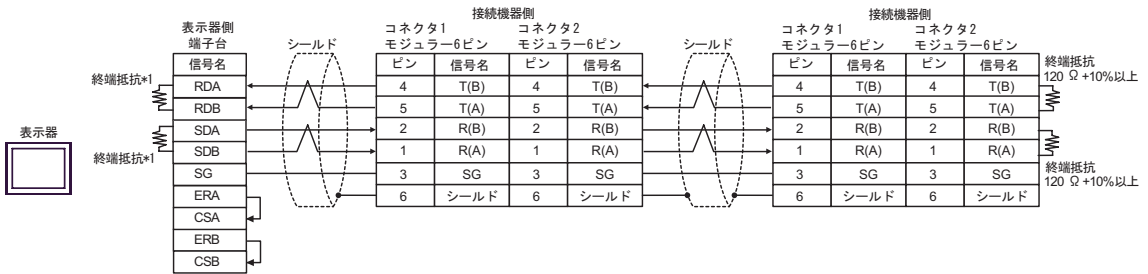 表示器
表示器側
端子台
信号名
RDA
RDB
SDA
SDB
SG
ERA
CSA
ERB
CSB
終端抵抗*1
終端抵抗*1
シールド
接続機器側
コネクタ1 コネクタ2
モジュラー6ピン モジュラー6ピン
ピン 信号名 ピン 信号名
4 T(B) 4 T(B)
5 T(A) 5 T(A)
2 R(B) 2 R(B)
1 R(A) 1 R(A)
3 SG 3 SG
6 シールド 6 シールド
シールド
接続機器側
コネクタ1 コネクタ2
モジュラー6ピン モジュラー6ピン
ピン 信号名 ピン 信号名
4 T(B) 4 T(B)
5 T(A) 5 T(A)
2 R(B) 2 R(B)
1 R(A) 1 R(A)
3 SG 3 SG
6 シールド 6 シールド
終端抵抗
120 Ω +10%以上
終端抵抗
120 Ω +10%以上